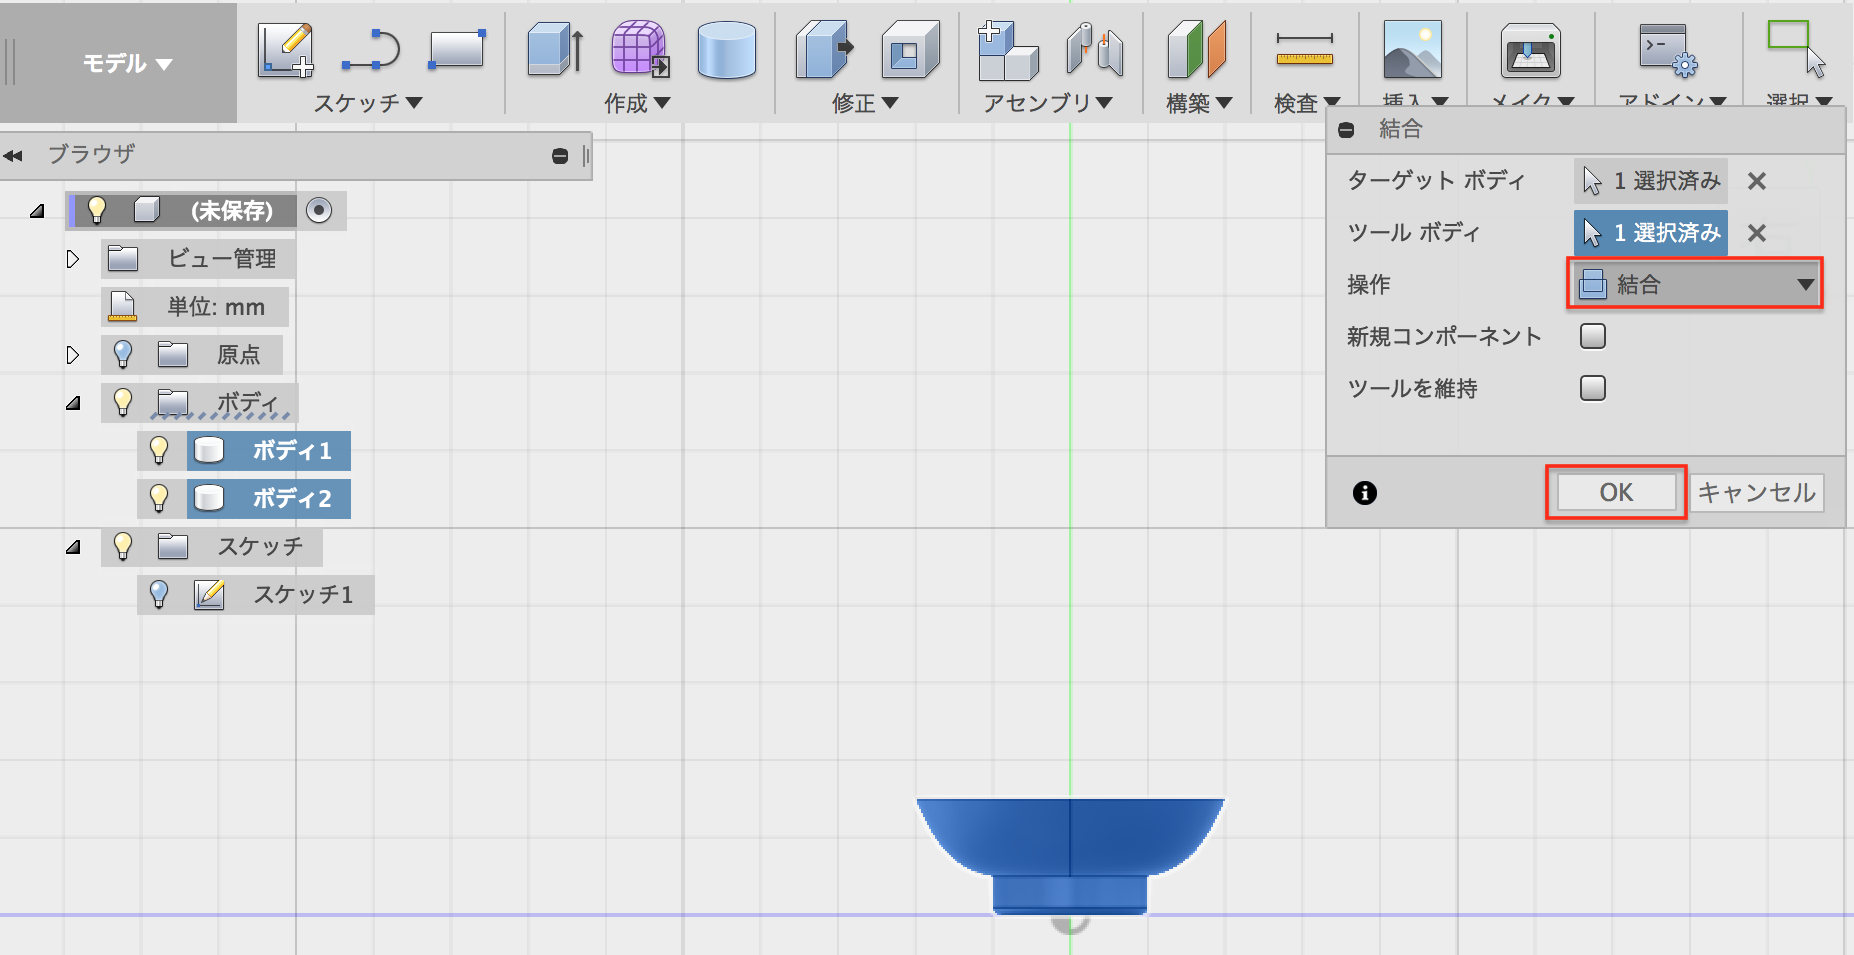 モデル
スケッチ
作成
修正
アセンブリ
構築
検査
挿入
メイク
アドイン
選択
ブラウザ
(未保存)
ビュー管理
単位: mm
原点
ボディ
ボディ1
ボディ2
スケッチ
スケッチ1
結合
ターゲット ボディ
1 選択済み
ツール ボディ
1 選択済み
操作
結合
新規コンポーネント
ツールを維持
OK
キャンセル